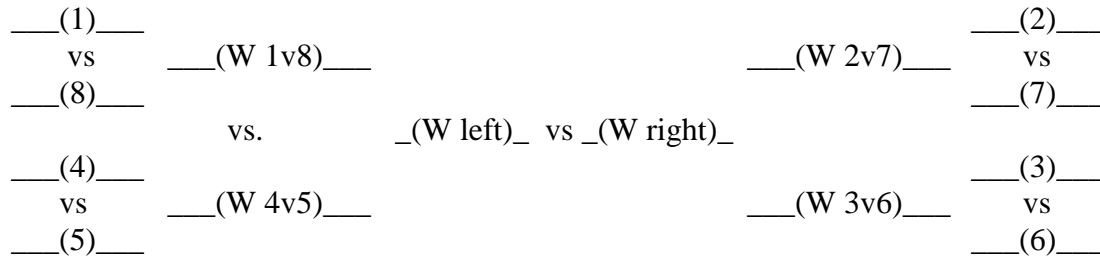 ___(1)___ ___(2)___
vs ___(W 1v8)___ ___(W 2v7)___ vs
___(8)___ ___(7)___
vs. _(W left)_ vs _(W right)_
___(4)___ ___(3)___
vs ___(W 4v5)___ ___(W 3v6)___ vs
___(5)___ ___(6)___